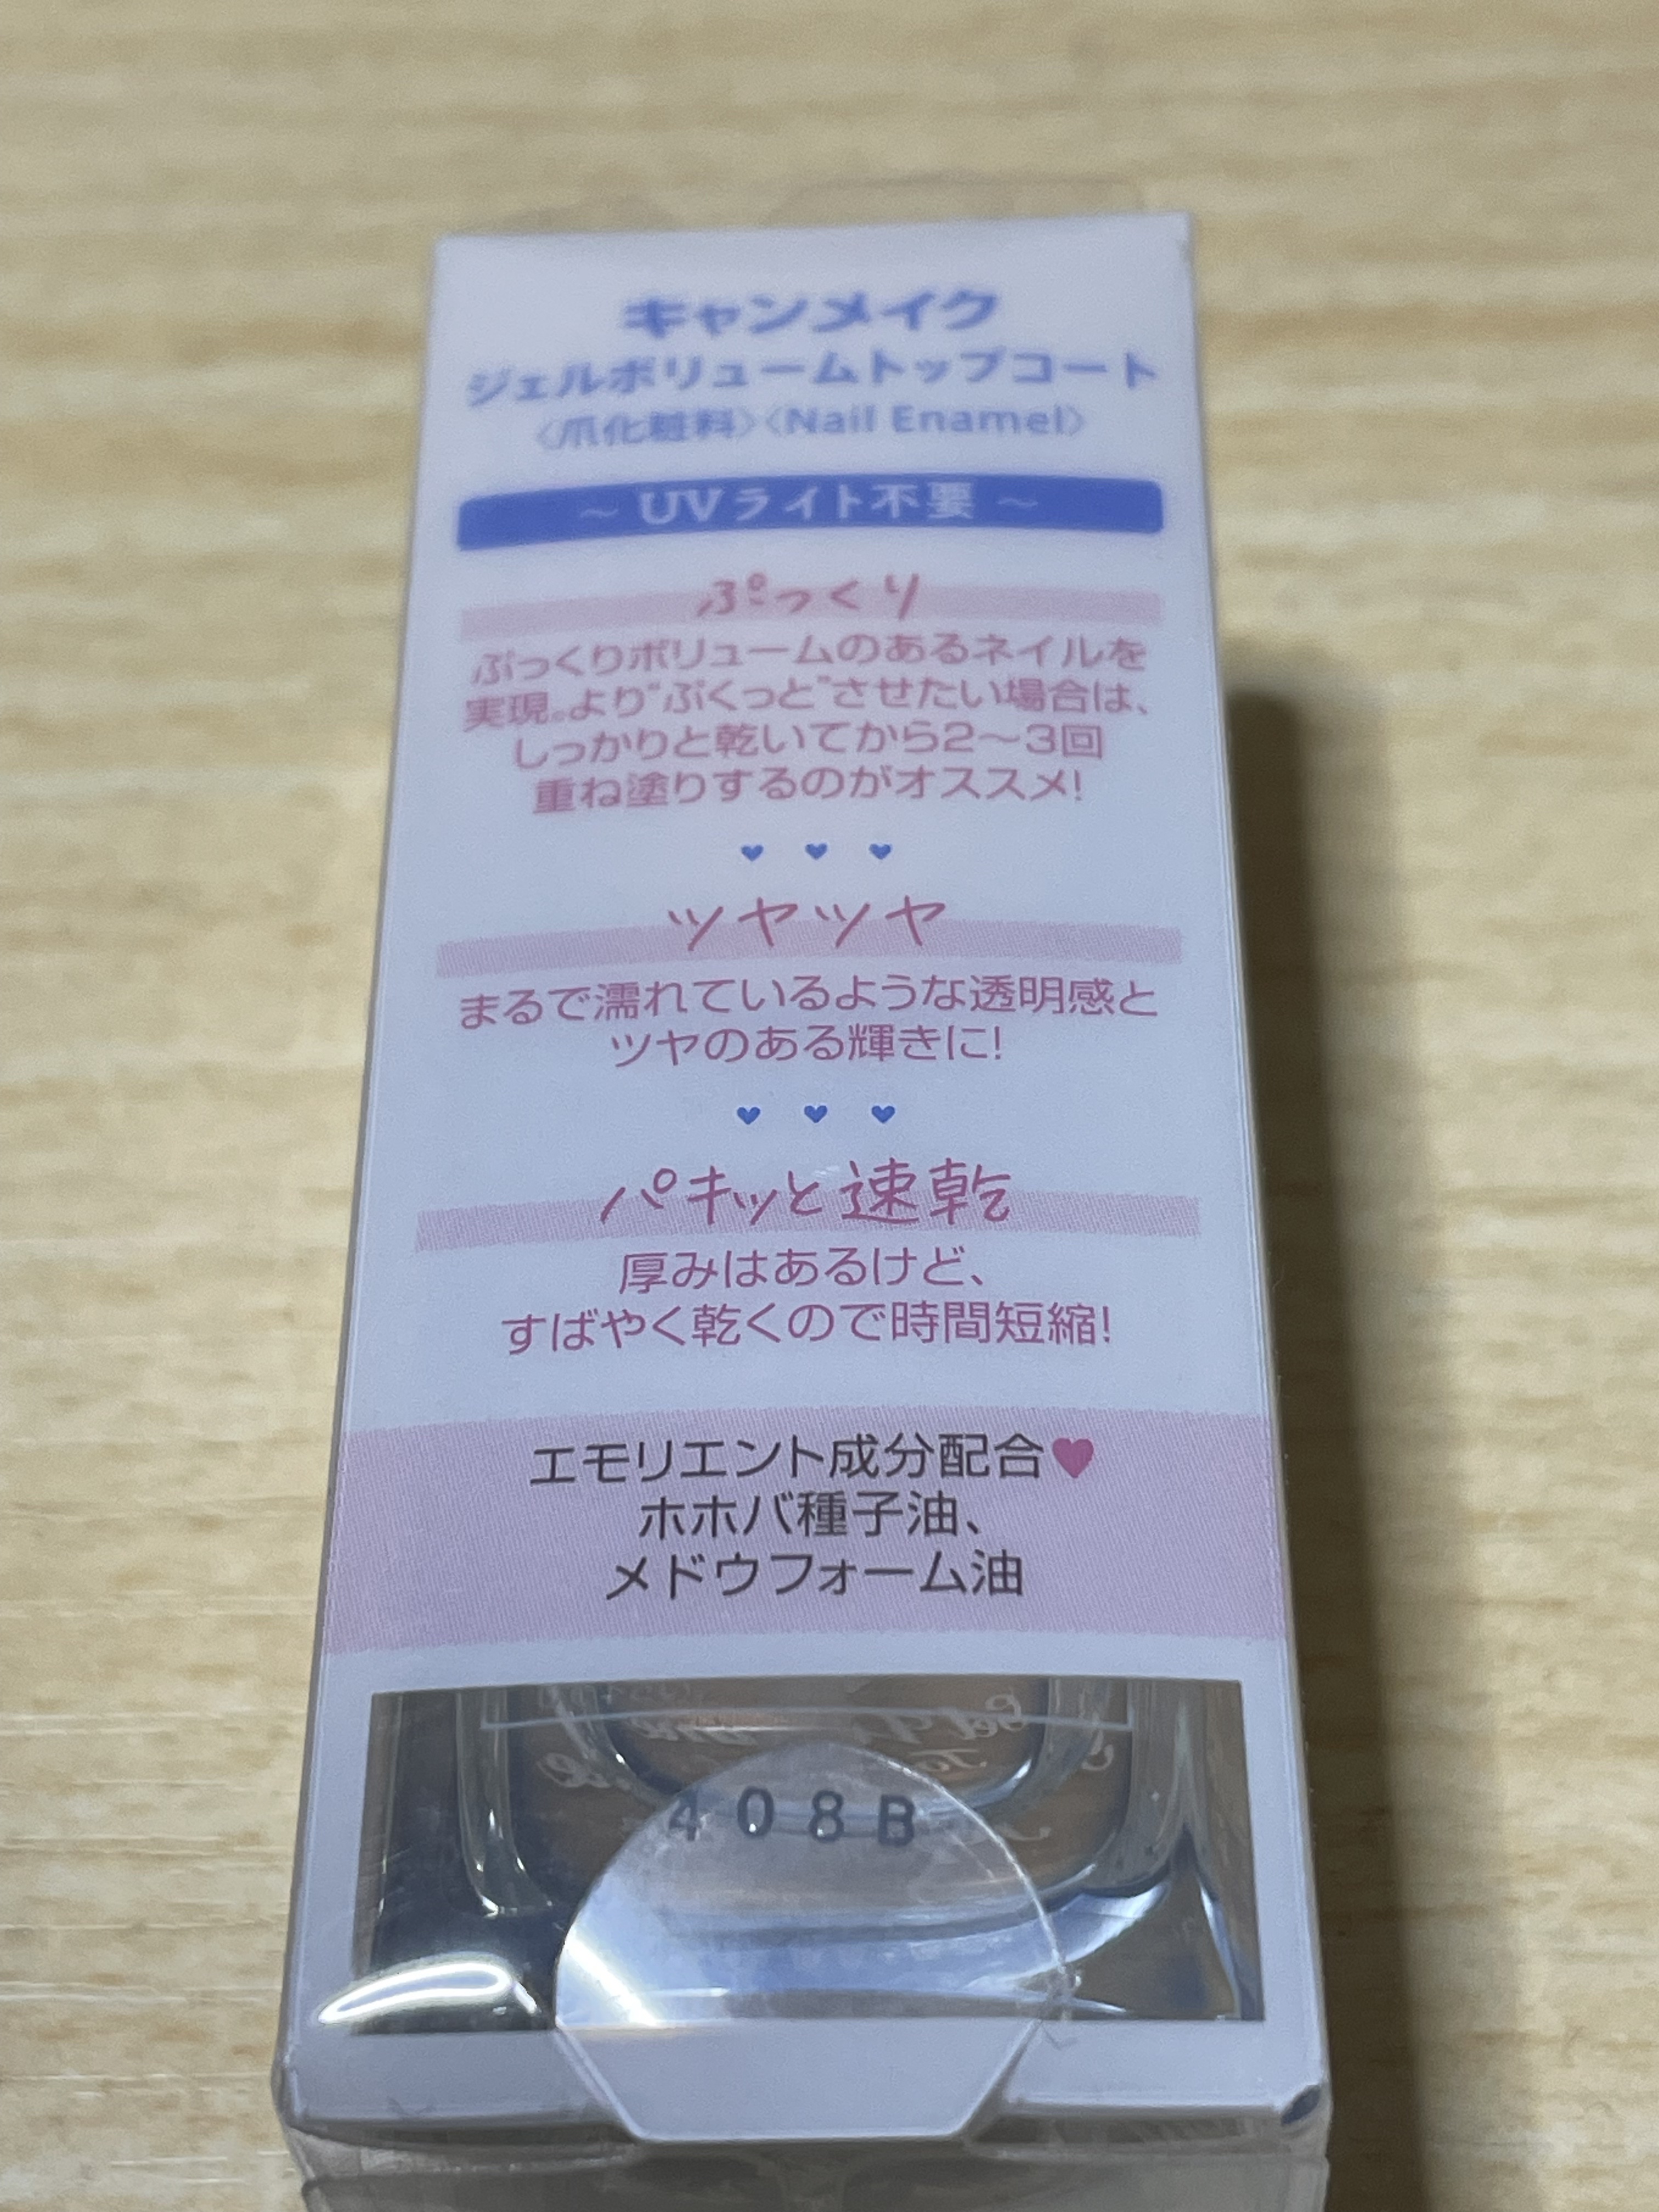 キャンメイク
ジェルボリュームトップコート
〈爪化粧料〉〈Nail Enamel〉
～ UVライト不要 ～
ぷっくり
ぷっくりボリュームのあるネイルを
実現。より"ぷくっと"させたい場合は、
しっかりと乾いてから2～3回
重ね塗りするのがオススメ!
ツヤツヤ
まるで濡れているような透明感と
ツヤのある輝きに!
パキッと速乾
厚みはあるけど、
すばやく乾くので時間短縮!
エモリエント成分配合♥
ホホバ種子油、
メドウフォーム油
408B